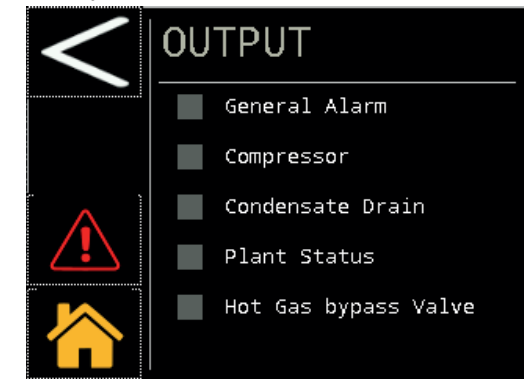 OUTPUT
General Alarm
Compressor
Condensate Drain
Plant Status
Hot Gas bypass Valve